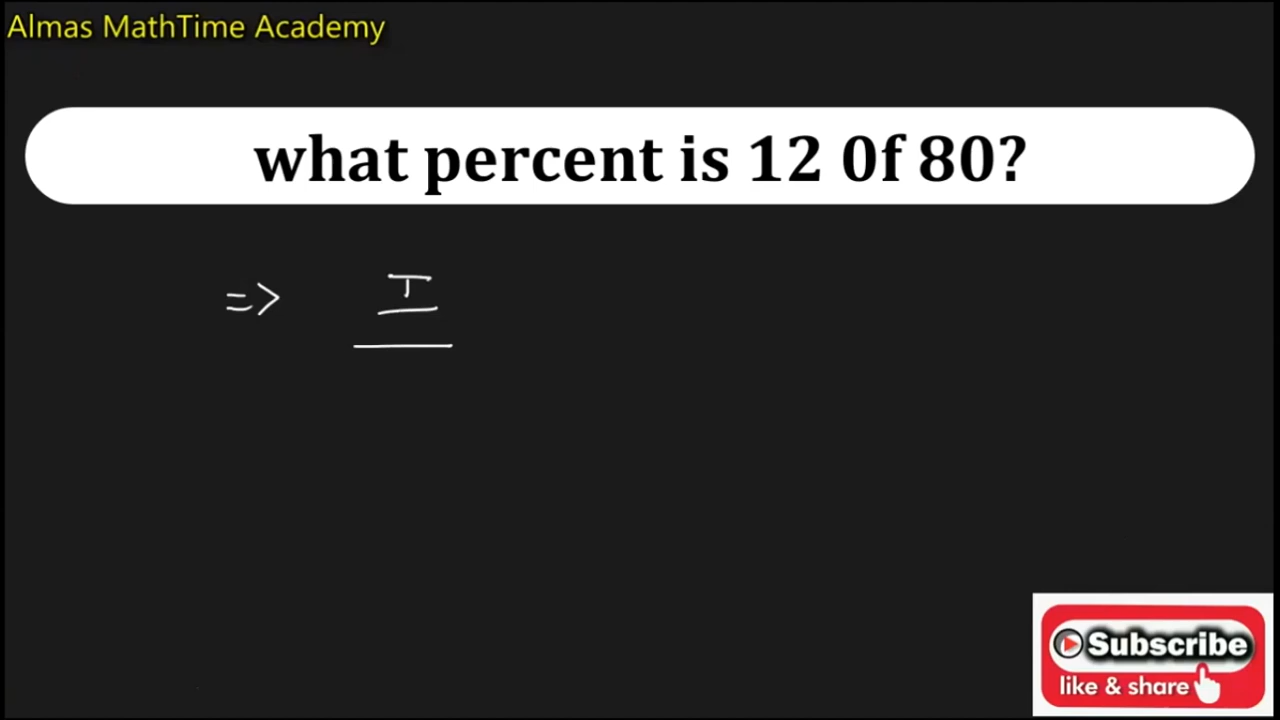 Almas MathTime Academy
what percent is 12 0f 80?
=> I
Subscribe
like & share